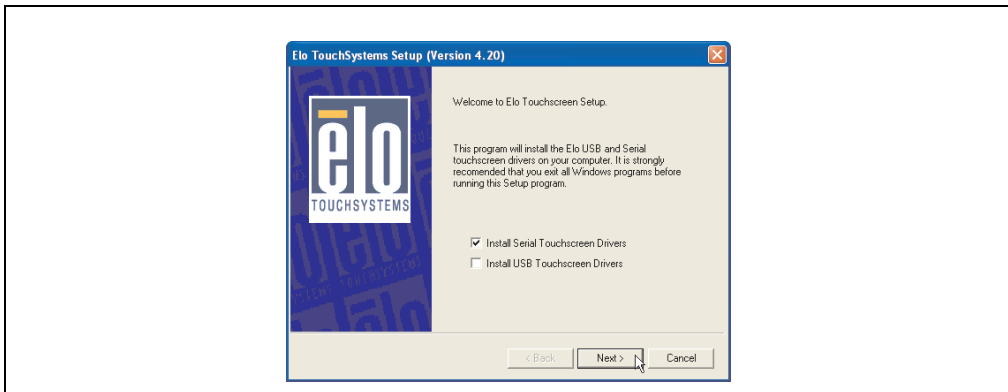 Elo TouchSystems Setup (Version 4.20)
elo
TOUCHSYSTEMS
Welcome to Elo Touchscreen Setup.
This program will install the Elo USB and Serial
touchscreen drivers on your computer. It is strongly
recomended that you exit all Windows programs before
running this Setup program.
Install Serial Touchscreen Drivers
Install USB Touchscreen Drivers
< Back
Next >
Cancel